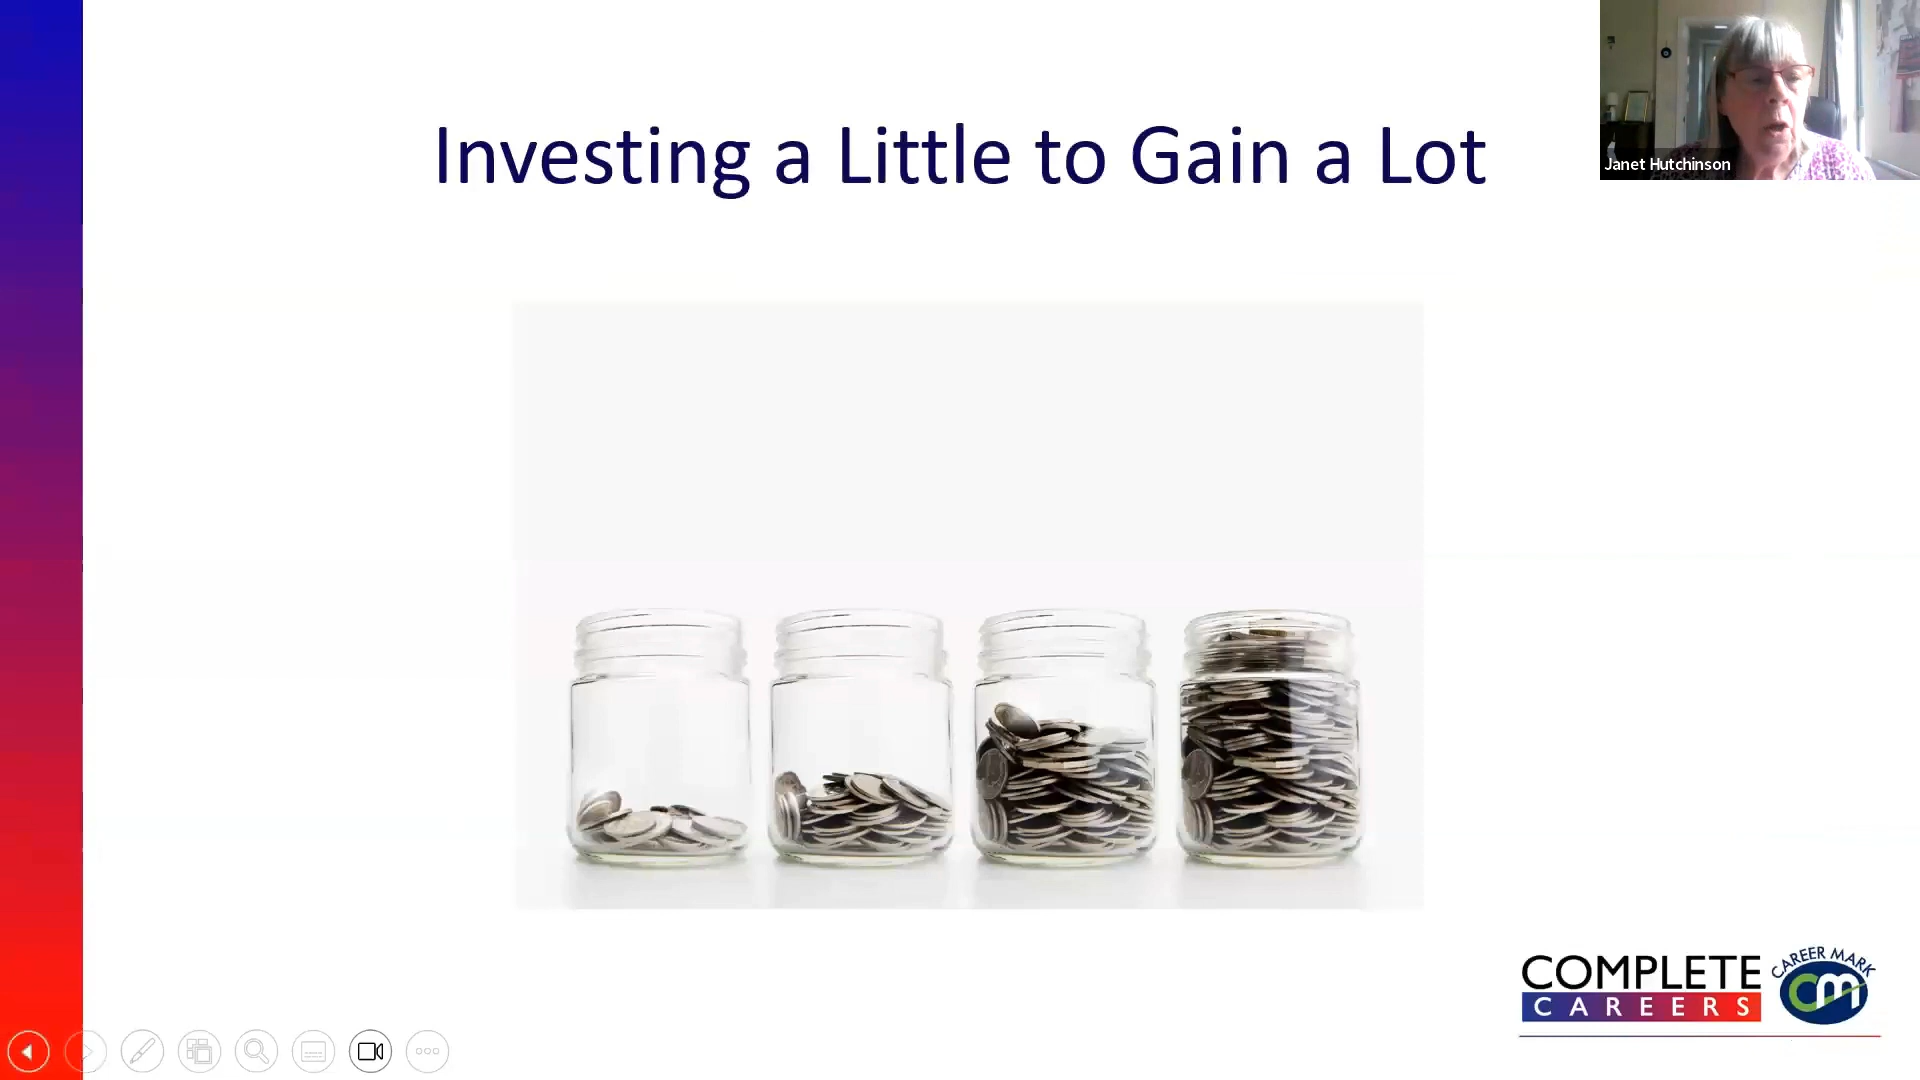 Investing a Little to Gain a Lot
Janet Hutchinson
COMPLETE
CAREERS
CAREER MARK
cm